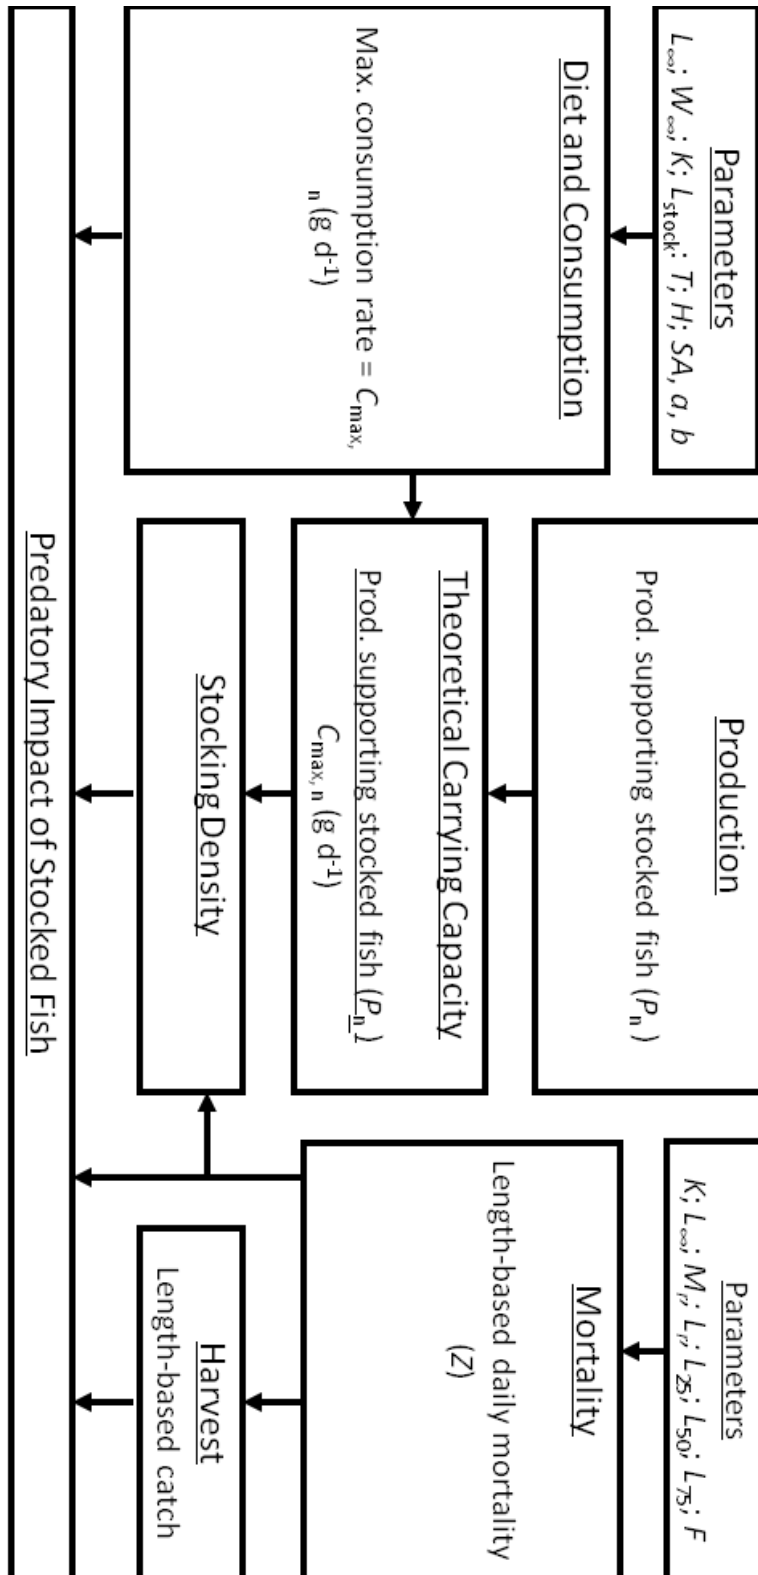 Parameters
L∞; W∞; K; Lstock; T; H; SA, a, b
Diet and Consumption
Max. consumption rate = Cmax,
n (g d-1)
Production
Prod. supporting stocked fish (Pn )
Theoretical Carrying Capacity
Prod. supporting stocked fish (Pn )
Cmax, n (g d-1)
Stocking Density
Parameters
K; L∞; Mr; Lr; L25; L50; L75; F
Mortality
Length-based daily mortality
(Z)
Harvest
Length-based catch
Predatory Impact of Stocked Fish